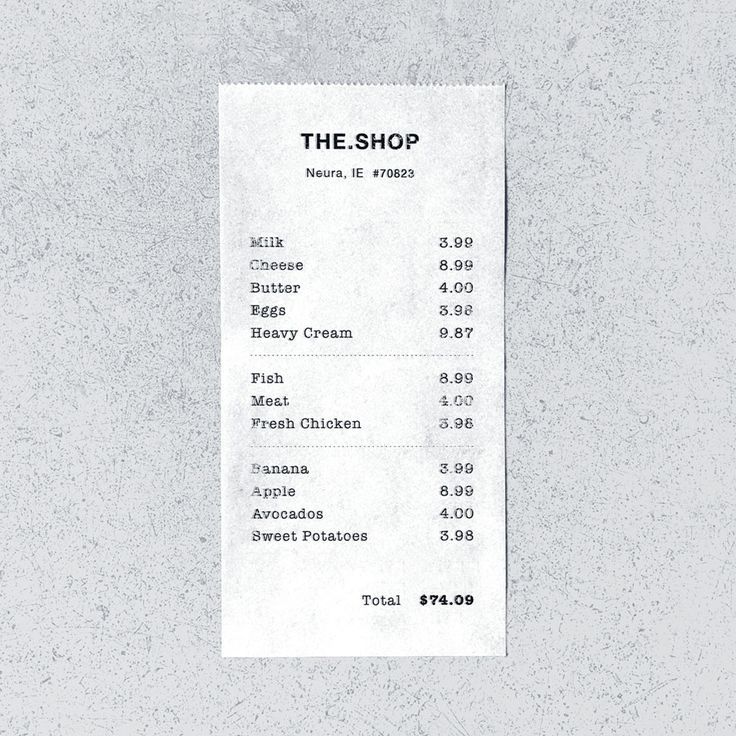 THE.SHOP
Neura, IE #70823
Milk 3.99
Cheese 8.99
Butter 4.00
Eggs 3.98
Heavy Cream 9.87
Fish 8.99
Meat 4.00
Fresh Chicken 3.98
Banana 3.99
Apple 8.99
Avocados 4.00
Sweet Potatoes 3.98
Total $74.09